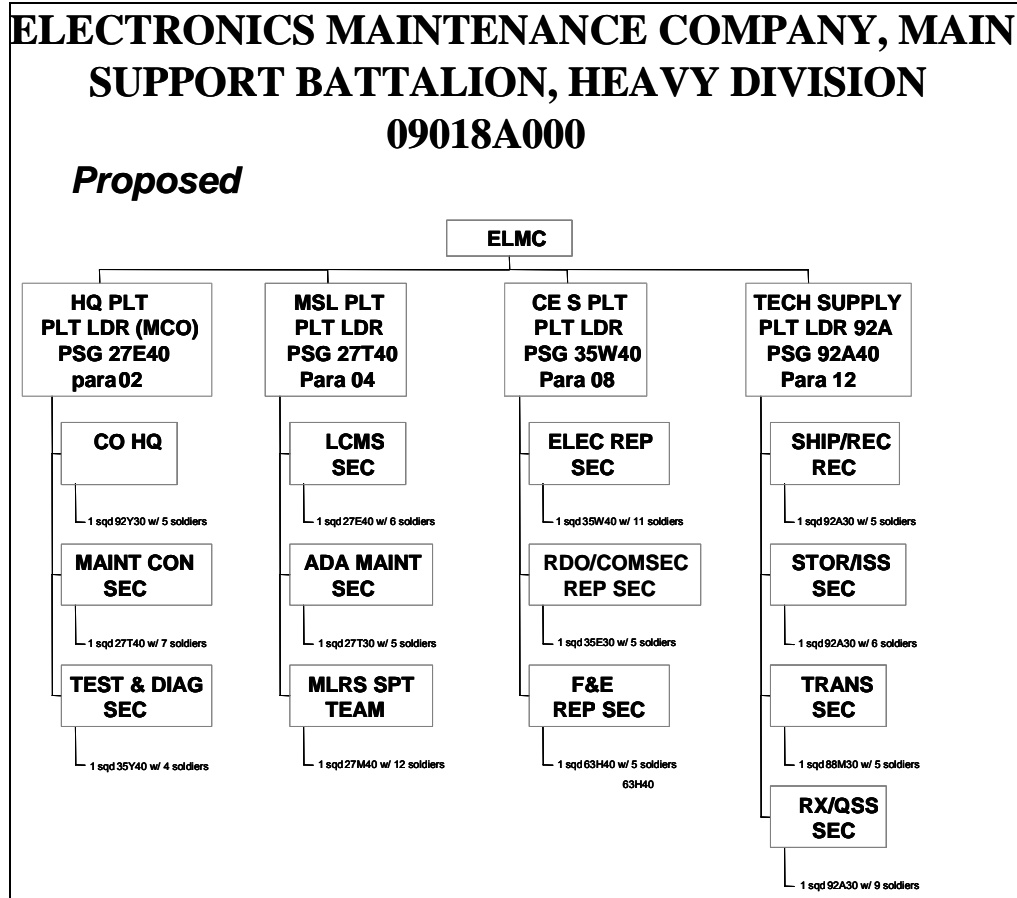 ELECTRONICS MAINTENANCE COMPANY, MAIN
SUPPORT BATTALION, HEAVY DIVISION
09018A000
Proposed
ELMC
HQ PLT
PLT LDR (MCO)
PSG 27E40
para 02
CO HQ
1 sqd 92Y30 w/ 5 soldiers
MAINT CON
SEC
1 sqd 27T40 w/ 7 soldiers
TEST & DIAG
SEC
1 sqd 35Y40 w/ 4 soldiers
MSL PLT
PLT LDR
PSG 27T40
Para 04
LCMS
SEC
1 sqd 27E40 w/ 6 soldiers
ADA MAINT
SEC
1 sqd 27T30 w/ 5 soldiers
MLRS SPT
TEAM
1 sqd 27M40 w/ 12 soldiers
CE S PLT
PLT LDR
PSG 35W40
Para 08
ELEC REP
SEC
1 sqd 35W40 w/ 11 soldiers
RDO/COMSEC
REP SEC
1 sqd 35E30 w/ 5 soldiers
F&E
REP SEC
1 sqd 63H40 w/ 5 soldiers
63H40
TECH SUPPLY
PLT LDR 92A
PSG 92A40
Para 12
SHIP/REC
REC
1 sqd 92A30 w/ 5 soldiers
STOR/ISS
SEC
1 sqd 92A30 w/ 6 soldiers
TRANS
SEC
1 sqd 88M30 w/ 5 soldiers
RX/QSS
SEC
1 sqd 92A30 w/ 9 soldiers